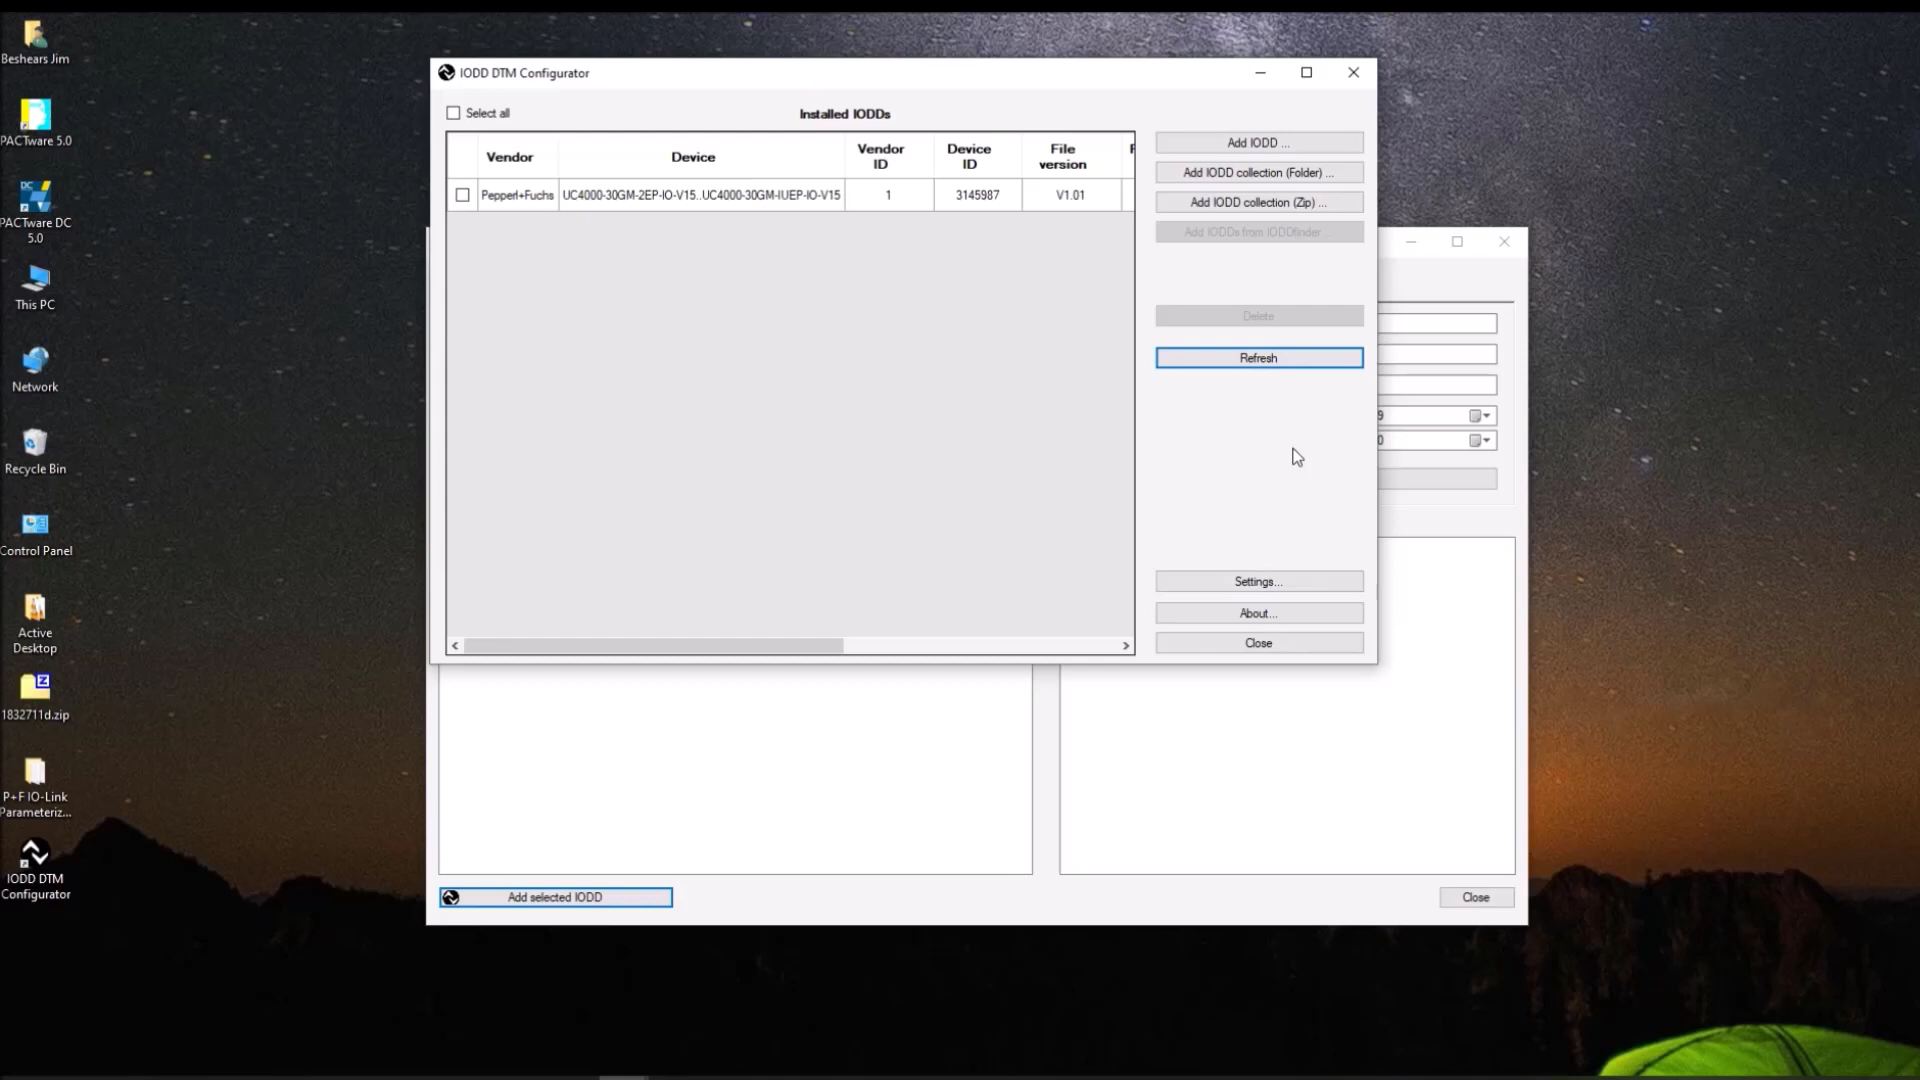 Beshears Jim
PACTware 5.0
DC
PACTware DC
5.0
This PC
Network
Recycle Bin
Control Panel
Active
Desktop
Z
1832711d.zip
P+F IO-Link
Parameteriz...
IODD DTM
Configurator
IODD DTM Configurator
Select all
Installed IODDs
Vendor
Device
Vendor
ID
Device
ID
File
version
Pepperl+Fuchs
UC4000-30GM-2EP-IO-V15..UC4000-30GM-IUEP-IO-V15
1
3145987
V1.01
Add IODD ...
Add IODD collection (Folder) ...
Add IODD collection (Zip) ...
Add IODDs from IODDfinder ...
Delete
Refresh
Settings...
About...
Close
9
0
Add selected IODD
Close